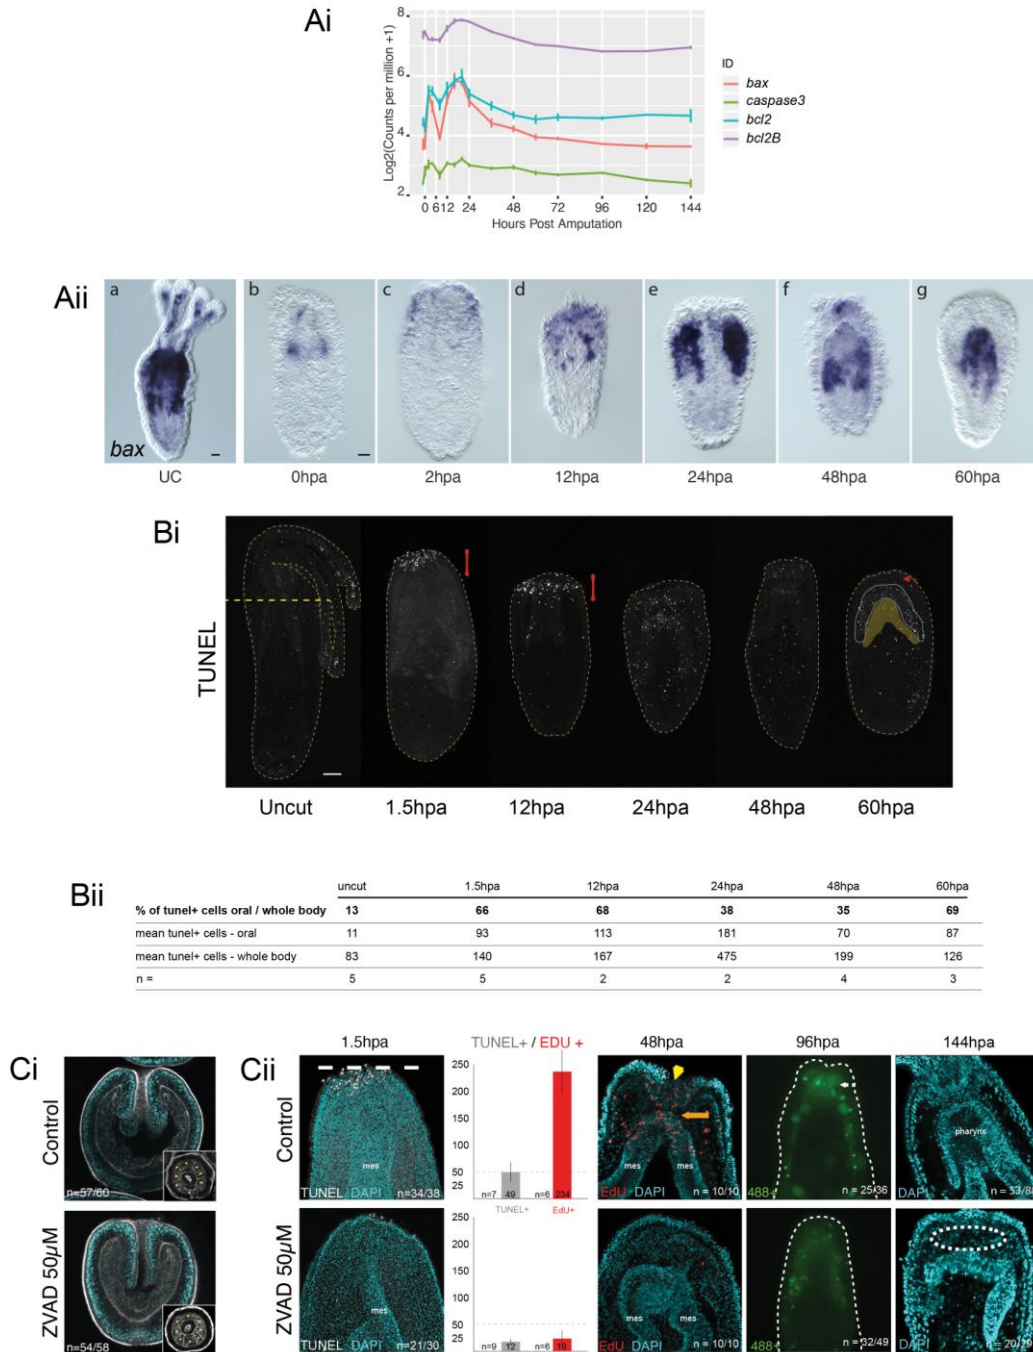 Ai
8
6
4
2
Log2(Counts per million +1)
0 6 12 24 48 72 96 120 144
Hours Post Amputation
ID
bax
caspase3
bcl2
bcl2B
Aii
a b c d e f g
bax
UC 0hpa 2hpa 12hpa 24hpa 48hpa 60hpa
Bi
TUNEL
Uncut 1.5hpa 12hpa 24hpa 48hpa 60hpa
Bii
uncut 1.5hpa 12hpa 24hpa 48hpa 60hpa
% of tunel+ cells oral / whole body 13 66 68 38 35 69
mean tunel+ cells - oral 11 93 113 181 70 87
mean tunel+ cells - whole body 83 140 167 475 199 126
n = 5 5 2 2 4 3
Ci
Control
n=57/60
ZVAD 50µM
n=54/58
Cii
1.5hpa TUNEL+ / EDU + 48hpa 96hpa 144hpa
Control
mes
TUNEL DAPI n=34/38
250
200
150
100
50
25
n=7 49 n=6 234
TUNEL+ EdU+
mes mes
EdU DAPI n = 10/10
488+ n = 25/36
pharynx
DAPI n = 53/88
ZVAD 50µM
mes
TUNEL DAPI n=21/30
250
200
150
100
50
25
n=9 12 n=6 19
mes mes
EdU DAPI n = 10/10
488+ n = 32/49
DAPI